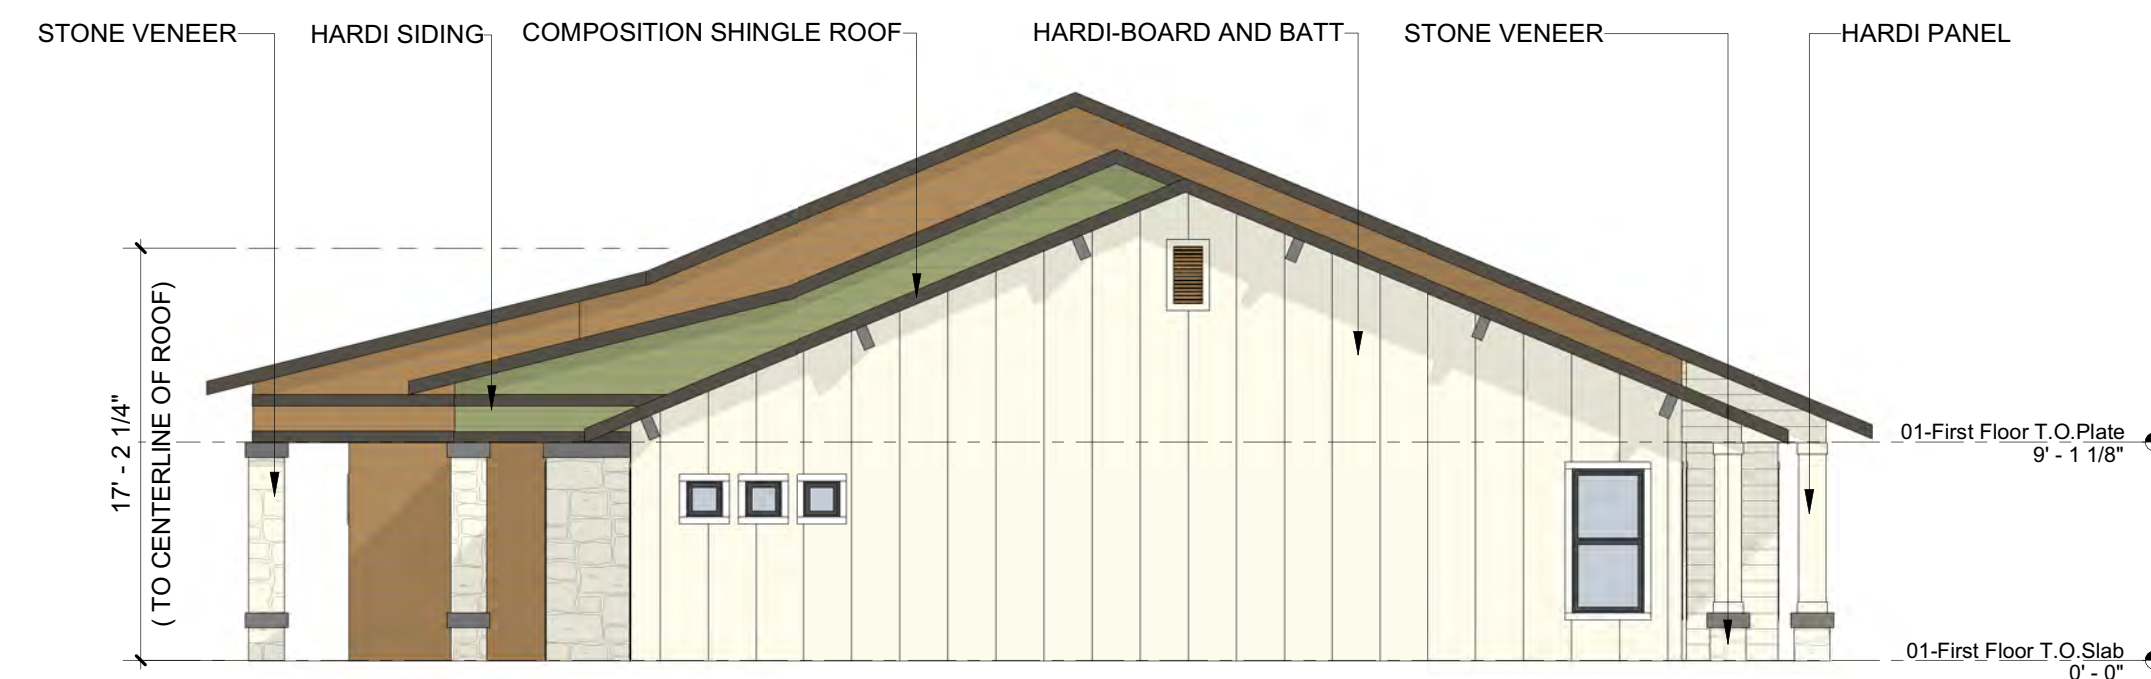 STONE VENEER
HARDI SIDING
COMPOSITION SHINGLE ROOF
HARDI-BOARD AND BATT
STONE VENEER
HARDI PANEL
17' - 2 1/4"
( TO CENTERLINE OF ROOF)
01-First Floor T.O.Plate
9' - 1 1/8"
01-First Floor T.O.Slab
0' - 0"